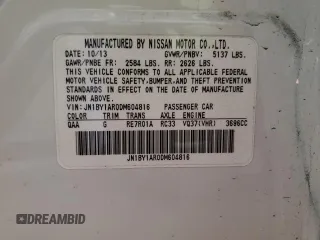 MANUFACTURED BY NISSAN MOTOR CO.,LTD.
DATE: 10/13 GVWR/PNBV: 5137 LBS.
GAWR/PNBE FR: 2584 LBS. RR: 2626 LBS.
THIS VEHICLE CONFORMS TO ALL APPLICABLE FEDERAL
MOTOR VEHICLE SAFETY, BUMPER, AND THEFT PREVENTION
STANDARDS IN EFFECT ON THE DATE OF MANUFACTURE
SHOWN ABOVE.
VIN: JN1BY1AR0DM604816 PASSENGER CAR
COLOR TRIM TRANS AXLE ENGINE
QAA G RE7R01A RC33 VQ37(VHR) 3696CC
JN1BY1AR0DM604816
DREAMBID